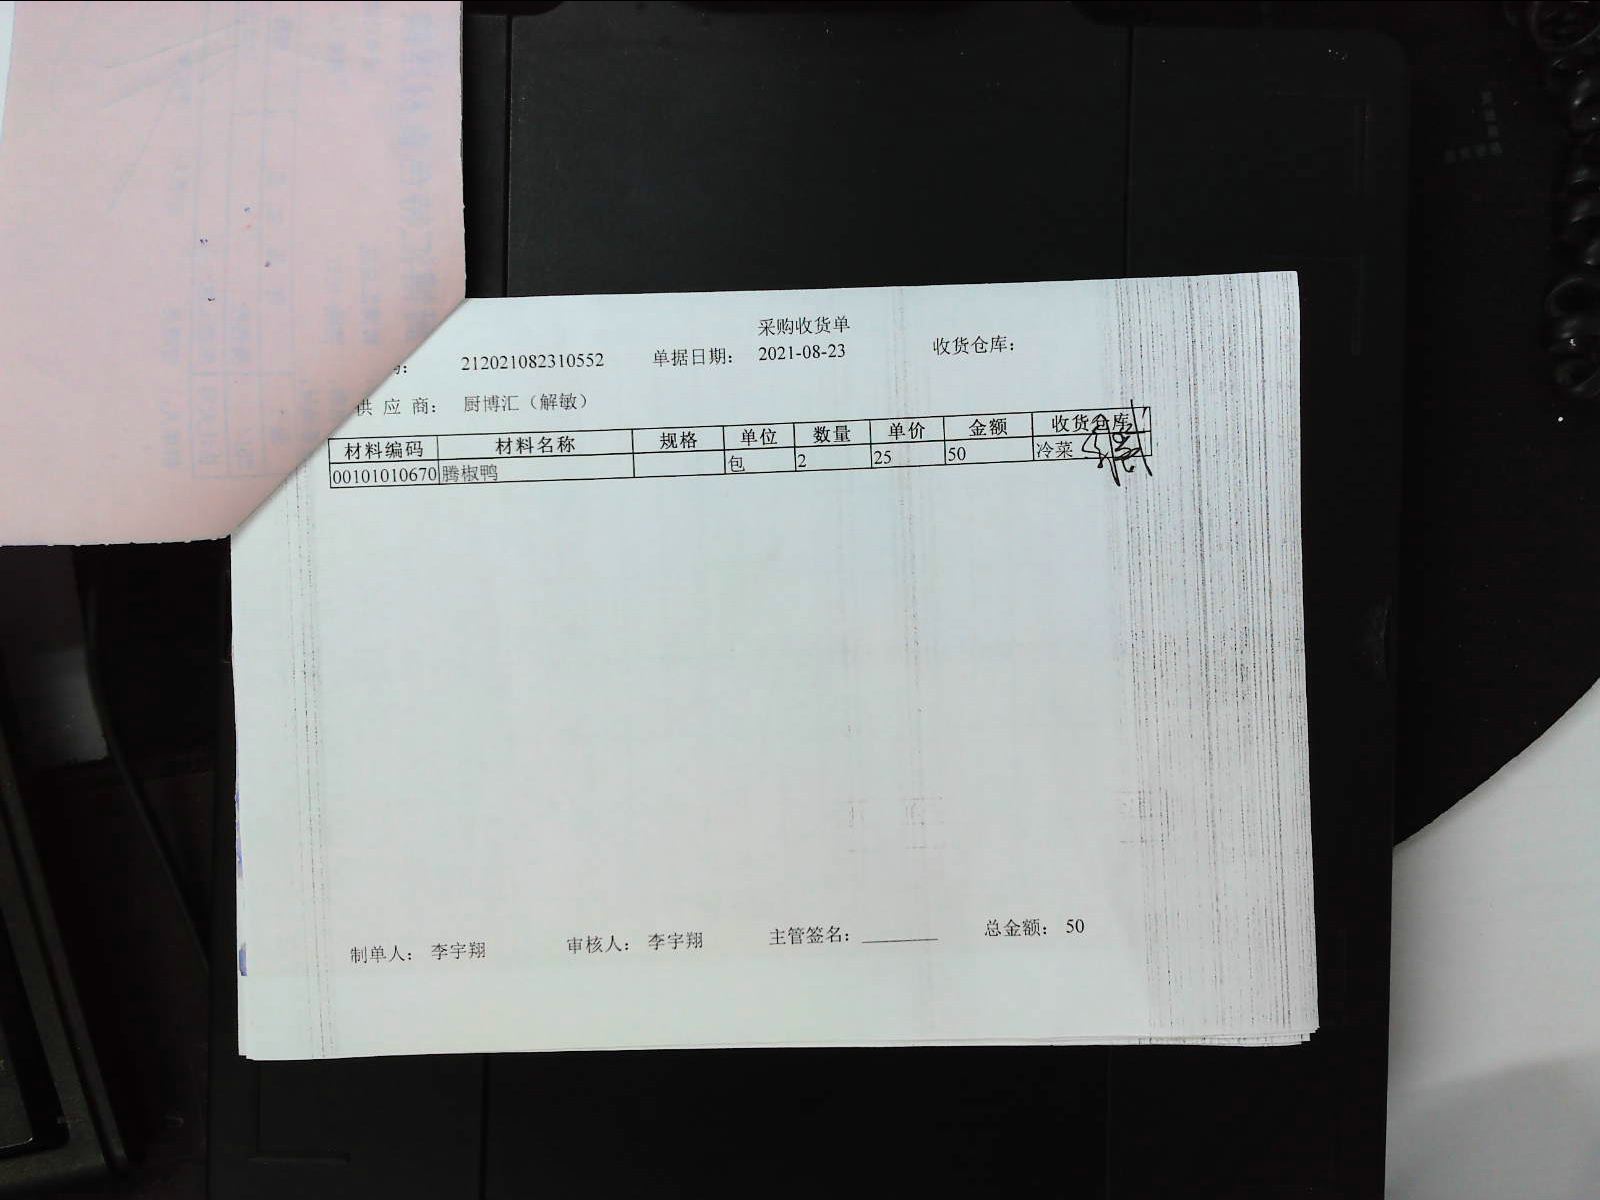 采购收货单
212021082310552 单据日期： 2021-08-23 收货仓库：
供 应 商： 厨博汇（解敏）
材料编码 材料名称 规格 单位 数量 单价 金额 收货仓库
00101010670 腾椒鸭 包 2 25 50 冷菜
制单人： 李宇翔 审核人： 李宇翔 主管签名： 总金额： 50